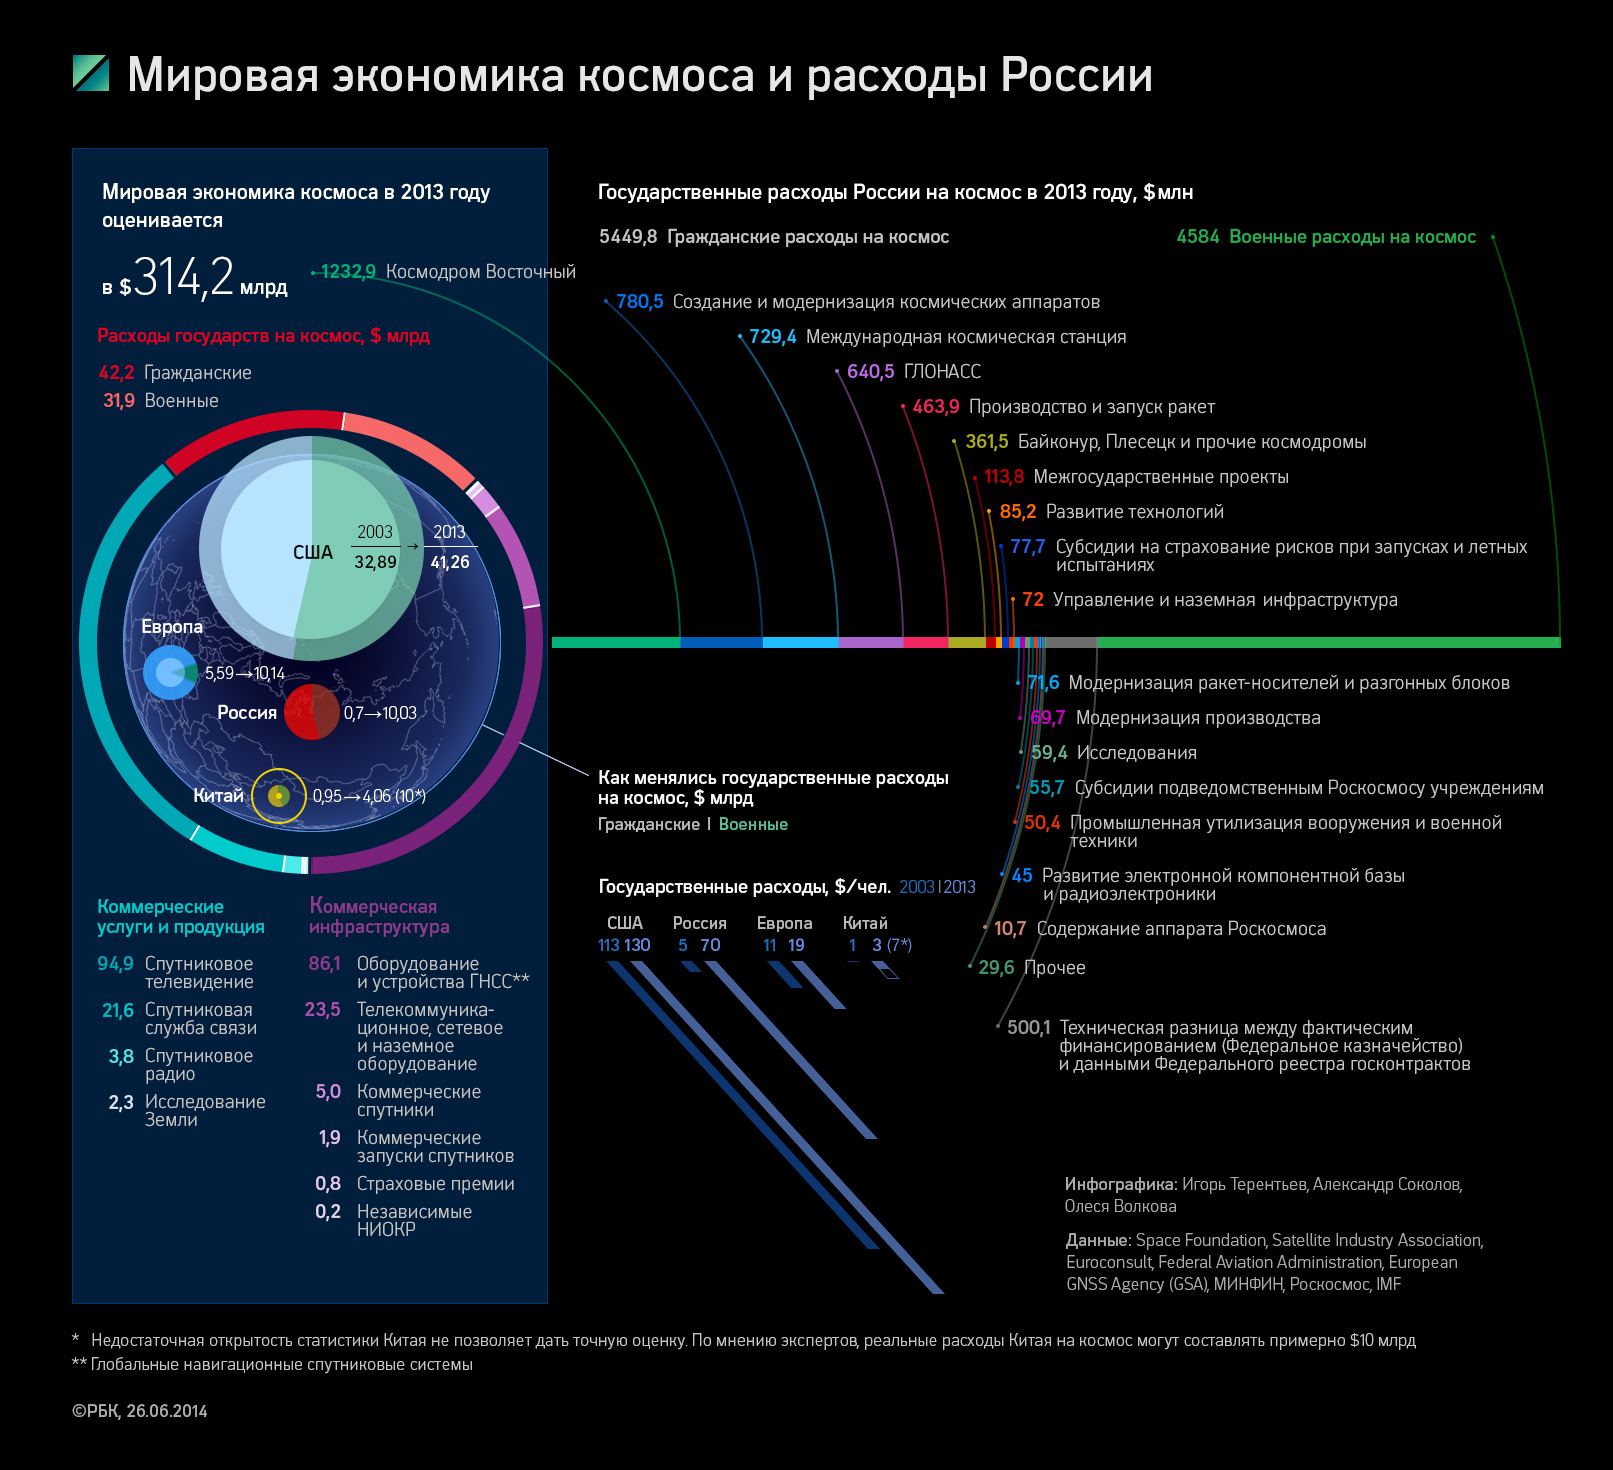 Мировая экономика космоса и расходы России
Мировая экономика космоса в 2013 году
оценивается
в $314,2 млрд
Расходы государств на космос, $ млрд
42,2 Гражданские
31,9 Военные
США
2003 → 2013
32,89 41,26
Европа
5,59→10,14
Россия 0,7→10,03
Китай 0,95→4,06 (10*)
Коммерческие
услуги и продукция
94,9 Спутниковое
телевидение
21,6 Спутниковая
служба связи
3,8 Спутниковое
радио
2,3 Исследование
Земли
Коммерческая
инфраструктура
86,1 Оборудование
и устройства ГНСС**
23,5 Телекоммуника-
ционное, сетевое
и наземное
оборудование
5,0 Коммерческие
спутники
1,9 Коммерческие
запуски спутников
0,8 Страховые премии
0,2 Независимые
НИОКР
Государственные расходы России на космос в 2013 году, $млн
5449,8 Гражданские расходы на космос
4584 Военные расходы на космос
1232,9 Космодром Восточный
780,5 Создание и модернизация космических аппаратов
729,4 Международная космическая станция
640,5 ГЛОНАСС
463,9 Производство и запуск ракет
361,5 Байконур, Плесецк и прочие космодромы
113,8 Межгосударственные проекты
85,2 Развитие технологий
77,7 Субсидии на страхование рисков при запусках и летных
испытаниях
72 Управление и наземная инфраструктура
71,6 Модернизация ракет-носителей и разгонных блоков
69,7 Модернизация производства
59,4 Исследования
55,7 Субсидии подведомственным Роскосмосу учреждениям
50,4 Промышленная утилизация вооружения и военной
техники
45 Развитие электронной компонентной базы
и радиоэлектроники
10,7 Содержание аппарата Роскосмоса
29,6 Прочее
500,1 Техническая разница между фактическим
финансированием (Федеральное казначейство)
и данными Федерального реестра госконтрактов
Как менялись государственные расходы
на космос, $ млрд
Гражданские | Военные
Государственные расходы, $/чел. 2003|2013
США Россия Европа Китай
113 130 5 70 11 19 1 3 (7*)
Инфографика: Игорь Терентьев, Александр Соколов,
Олеся Волкова
Данные: Space Foundation, Satellite Industry Association,
Euroconsult, Federal Aviation Administration, European
GNSS Agency (GSA), МИНФИН, Роскосмос, IMF
* Недостаточная открытость статистики Китая не позволяет дать точную оценку. По мнению экспертов, реальные расходы Китая на космос могут составлять примерно $10 млрд
** Глобальные навигационные спутниковые системы
©РБК, 26.06.2014